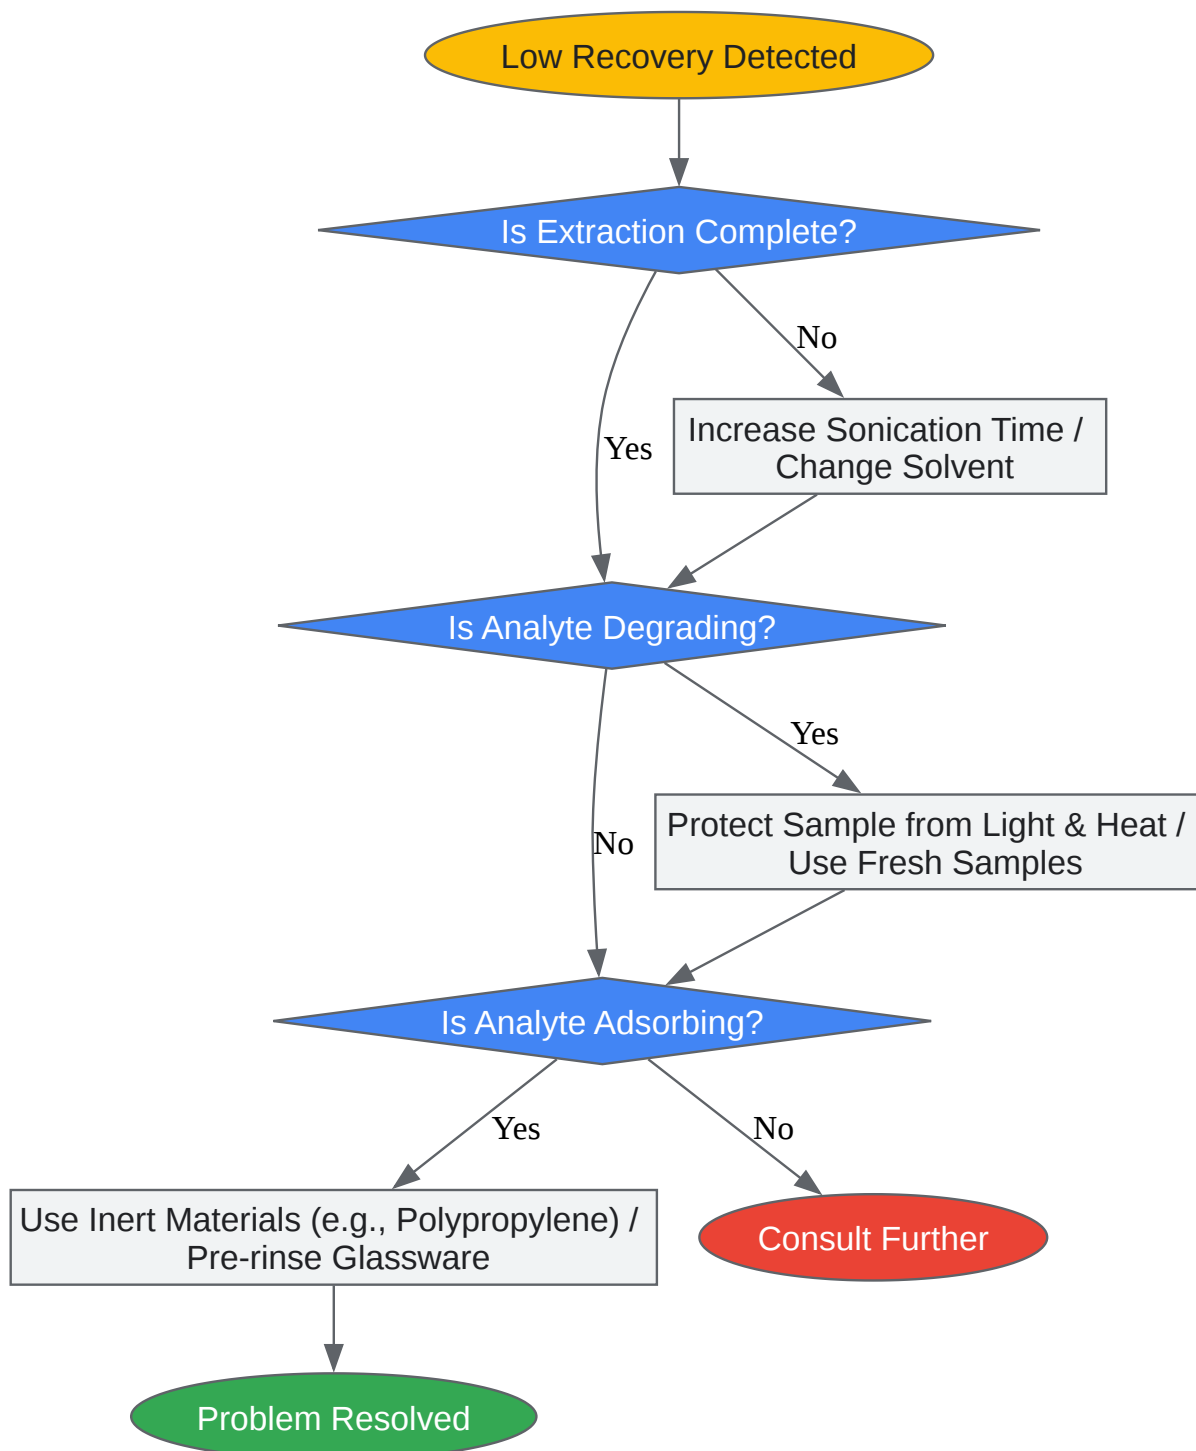 Low Recovery Detected
Is Extraction Complete?
No
Yes
Increase Sonication Time /
Change Solvent
Is Analyte Degrading?
Yes
No
Protect Sample from Light & Heat /
Use Fresh Samples
Is Analyte Adsorbing?
Yes
No
Use Inert Materials (e.g., Polypropylene) /
Pre-rinse Glassware
Consult Further
Problem Resolved